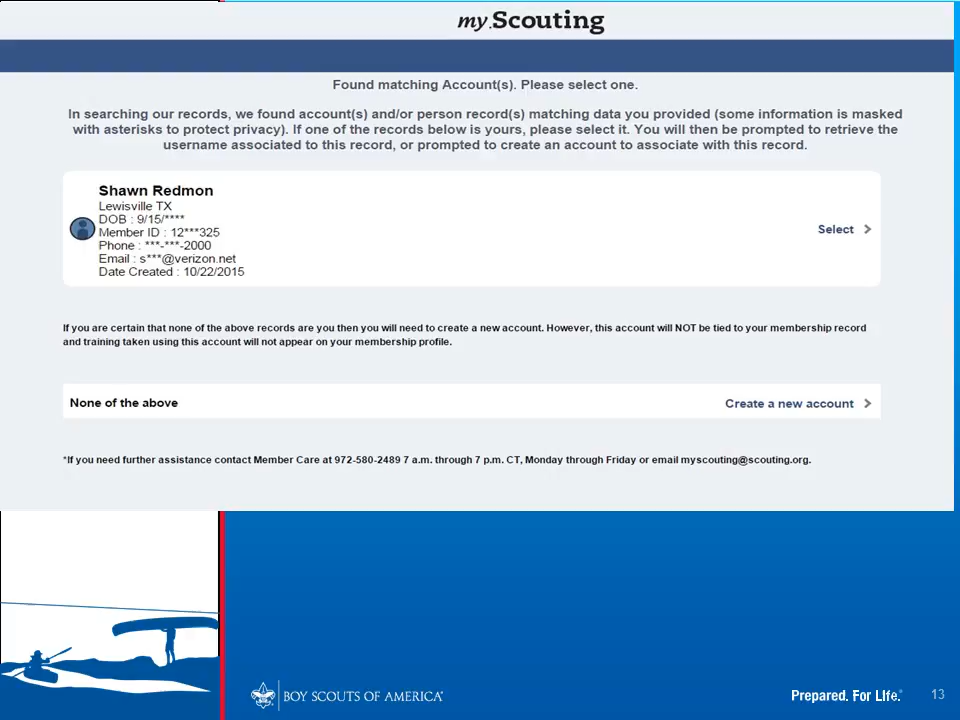 my.Scouting
Found matching Account(s). Please select one.
In searching our records, we found account(s) and/or person record(s) matching data you provided (some information is masked
with asterisks to protect privacy). If one of the records below is yours, please select it. You will then be prompted to retrieve the
username associated to this record, or prompted to create an account to associate with this record.
Shawn Redmon
Lewisville TX
DOB : 9/15/****
Member ID : 12***325
Phone : ***-***-2000
Email : s***@verizon.net
Date Created : 10/22/2015
Select
If you are certain that none of the above records are you then you will need to create a new account. However, this account will NOT be tied to your membership record
and training taken using this account will not appear on your membership profile.
None of the above
Create a new account
*If you need further assistance contact Member Care at 972-580-2489 7 a.m. through 7 p.m. CT, Monday through Friday or email myscouting@scouting.org.
BOY SCOUTS OF AMERICA®
Prepared. For Life.®
13